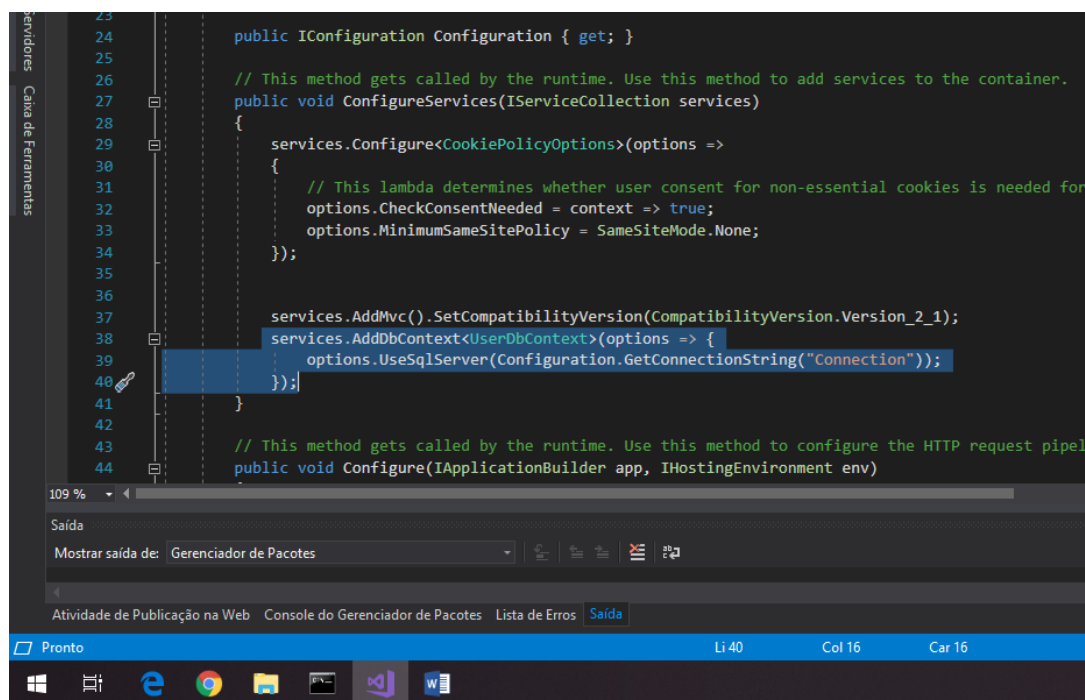 Servidores
Caixa de Ferramentas
23
24 public IConfiguration Configuration { get; }
25
26 // This method gets called by the runtime. Use this method to add services to the container.
27 public void ConfigureServices(IServiceCollection services)
28 {
29 services.Configure<CookiePolicyOptions>(options =>
30 {
31 // This lambda determines whether user consent for non-essential cookies is needed for
32 options.CheckConsentNeeded = context => true;
33 options.MinimumSameSitePolicy = SameSiteMode.None;
34 });
35
36
37 services.AddMvc().SetCompatibilityVersion(CompatibilityVersion.Version_2_1);
38 services.AddDbContext<UserDbContext>(options => {
39 options.UseSqlServer(Configuration.GetConnectionString("Connection"));
40 });
41 }
42
43 // This method gets called by the runtime. Use this method to configure the HTTP request pipel
44 public void Configure(IApplicationBuilder app, IHostingEnvironment env)
109 %
Saída
Mostrar saída de: Gerenciador de Pacotes
Atividade de Publicação na Web Console do Gerenciador de Pacotes Lista de Erros Saída
Pronto Li 40 Col 16 Car 16